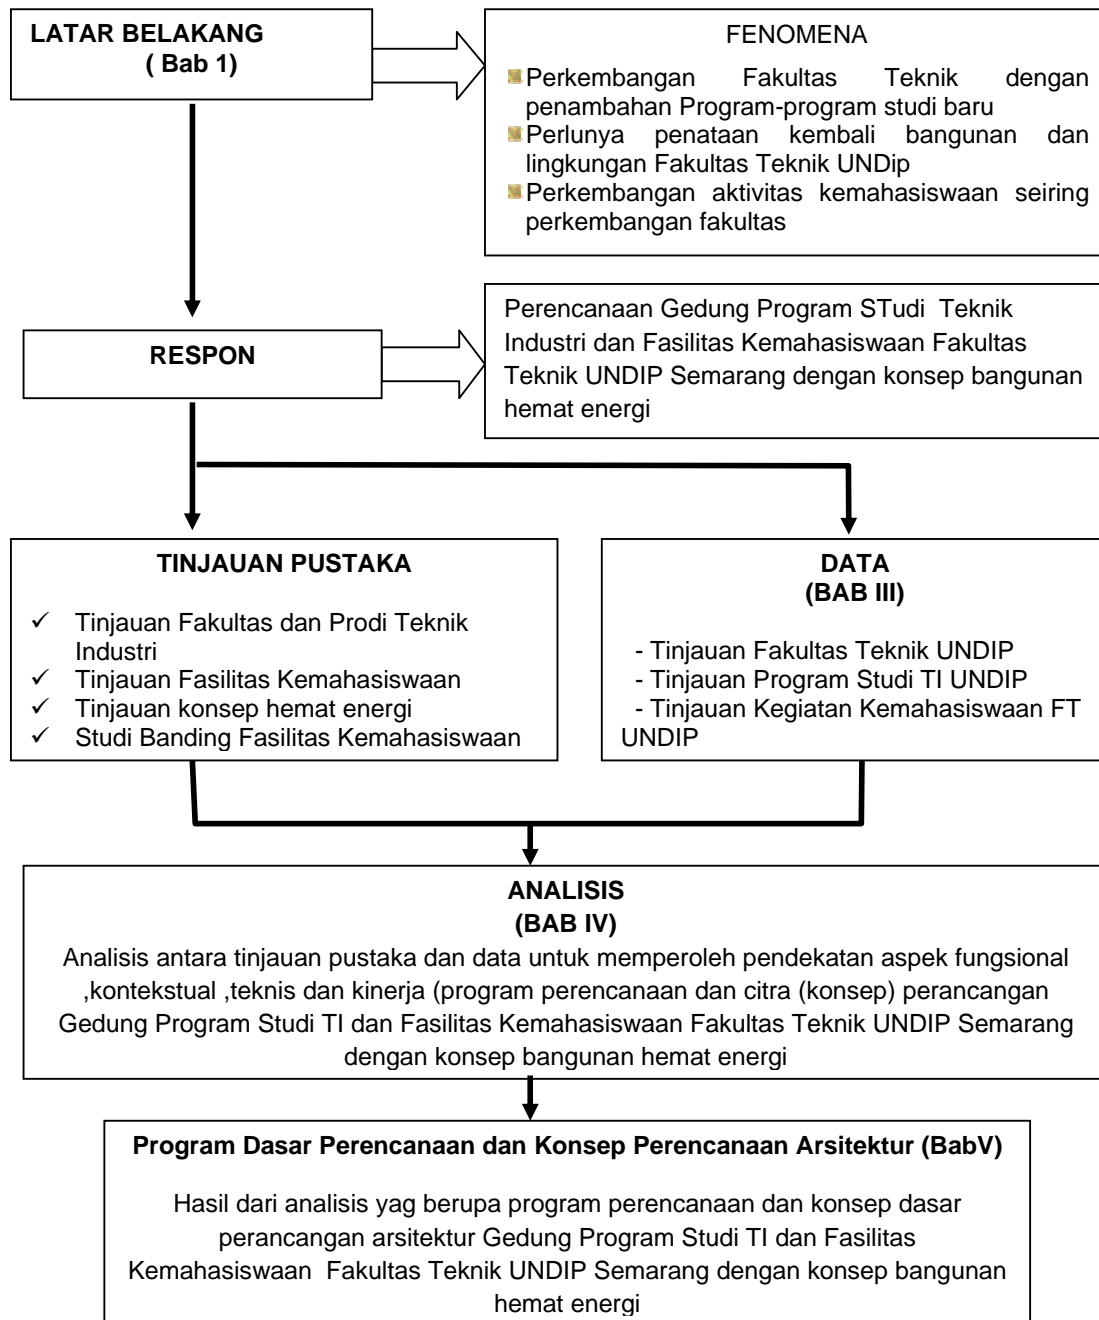 LATAR BELAKANG
( Bab 1)
FENOMENA
Perkembangan Fakultas Teknik dengan
penambahan Program-program studi baru
Perlunya penataan kembali bangunan dan
lingkungan Fakultas Teknik UNDip
Perkembangan aktivitas kemahasiswaan seiring
perkembangan fakultas
RESPON
Perencanaan Gedung Program STudi Teknik
Industri dan Fasilitas Kemahasiswaan Fakultas
Teknik UNDIP Semarang dengan konsep bangunan
hemat energi
TINJAUAN PUSTAKA
✓ Tinjauan Fakultas dan Prodi Teknik
Industri
✓ Tinjauan Fasilitas Kemahasiswaan
✓ Tinjauan konsep hemat energi
✓ Studi Banding Fasilitas Kemahasiswaan
DATA
(BAB III)
- Tinjauan Fakultas Teknik UNDIP
- Tinjauan Program Studi TI UNDIP
- Tinjauan Kegiatan Kemahasiswaan FT
UNDIP
ANALISIS
(BAB IV)
Analisis antara tinjauan pustaka dan data untuk memperoleh pendekatan aspek fungsional
,kontekstual ,teknis dan kinerja (program perencanaan dan citra (konsep) perancangan
Gedung Program Studi TI dan Fasilitas Kemahasiswaan Fakultas Teknik UNDIP Semarang
dengan konsep bangunan hemat energi
Program Dasar Perencanaan dan Konsep Perencanaan Arsitektur (BabV)
Hasil dari analisis yag berupa program perencanaan dan konsep dasar
perancangan arsitektur Gedung Program Studi TI dan Fasilitas
Kemahasiswaan Fakultas Teknik UNDIP Semarang dengan konsep bangunan
hemat energi